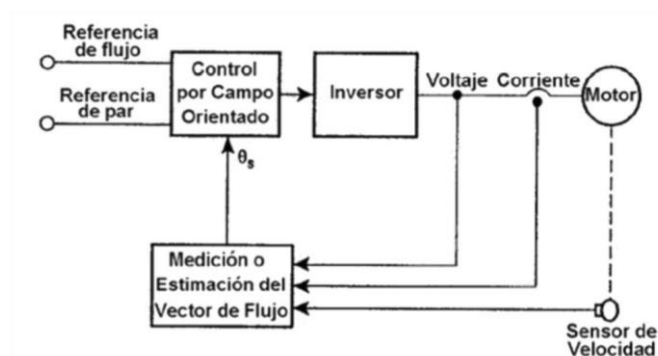 Referencia
de flujo
Referencia
de par
Control
por Campo
Orientado
Inversor
Voltaje Corriente
Motor
θs
Medición o
Estimación del
Vector de Flujo
Sensor de
Velocidad